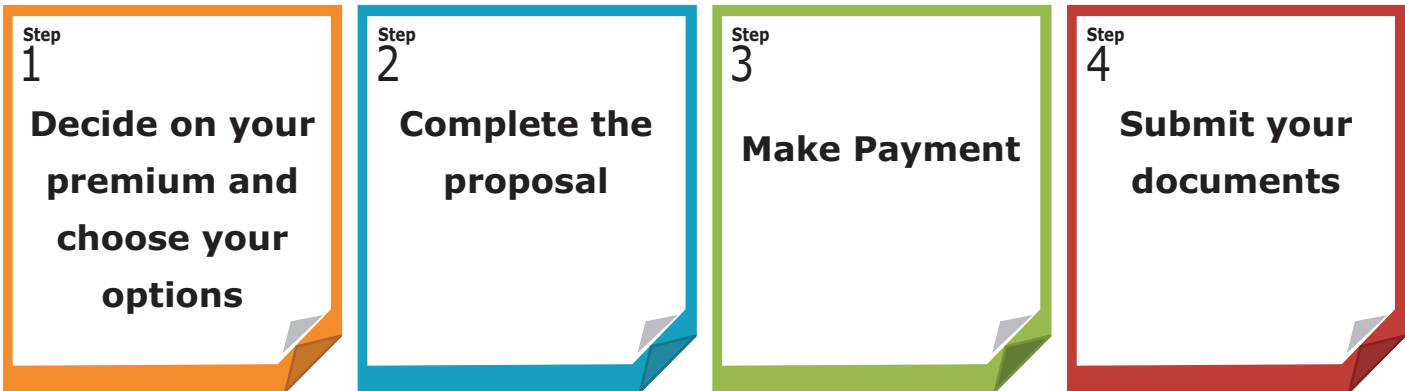 Step
1
Decide on your
premium and
choose your
options
Step
2
Complete the
proposal
Step
3
Make Payment
Step
4
Submit your
documents